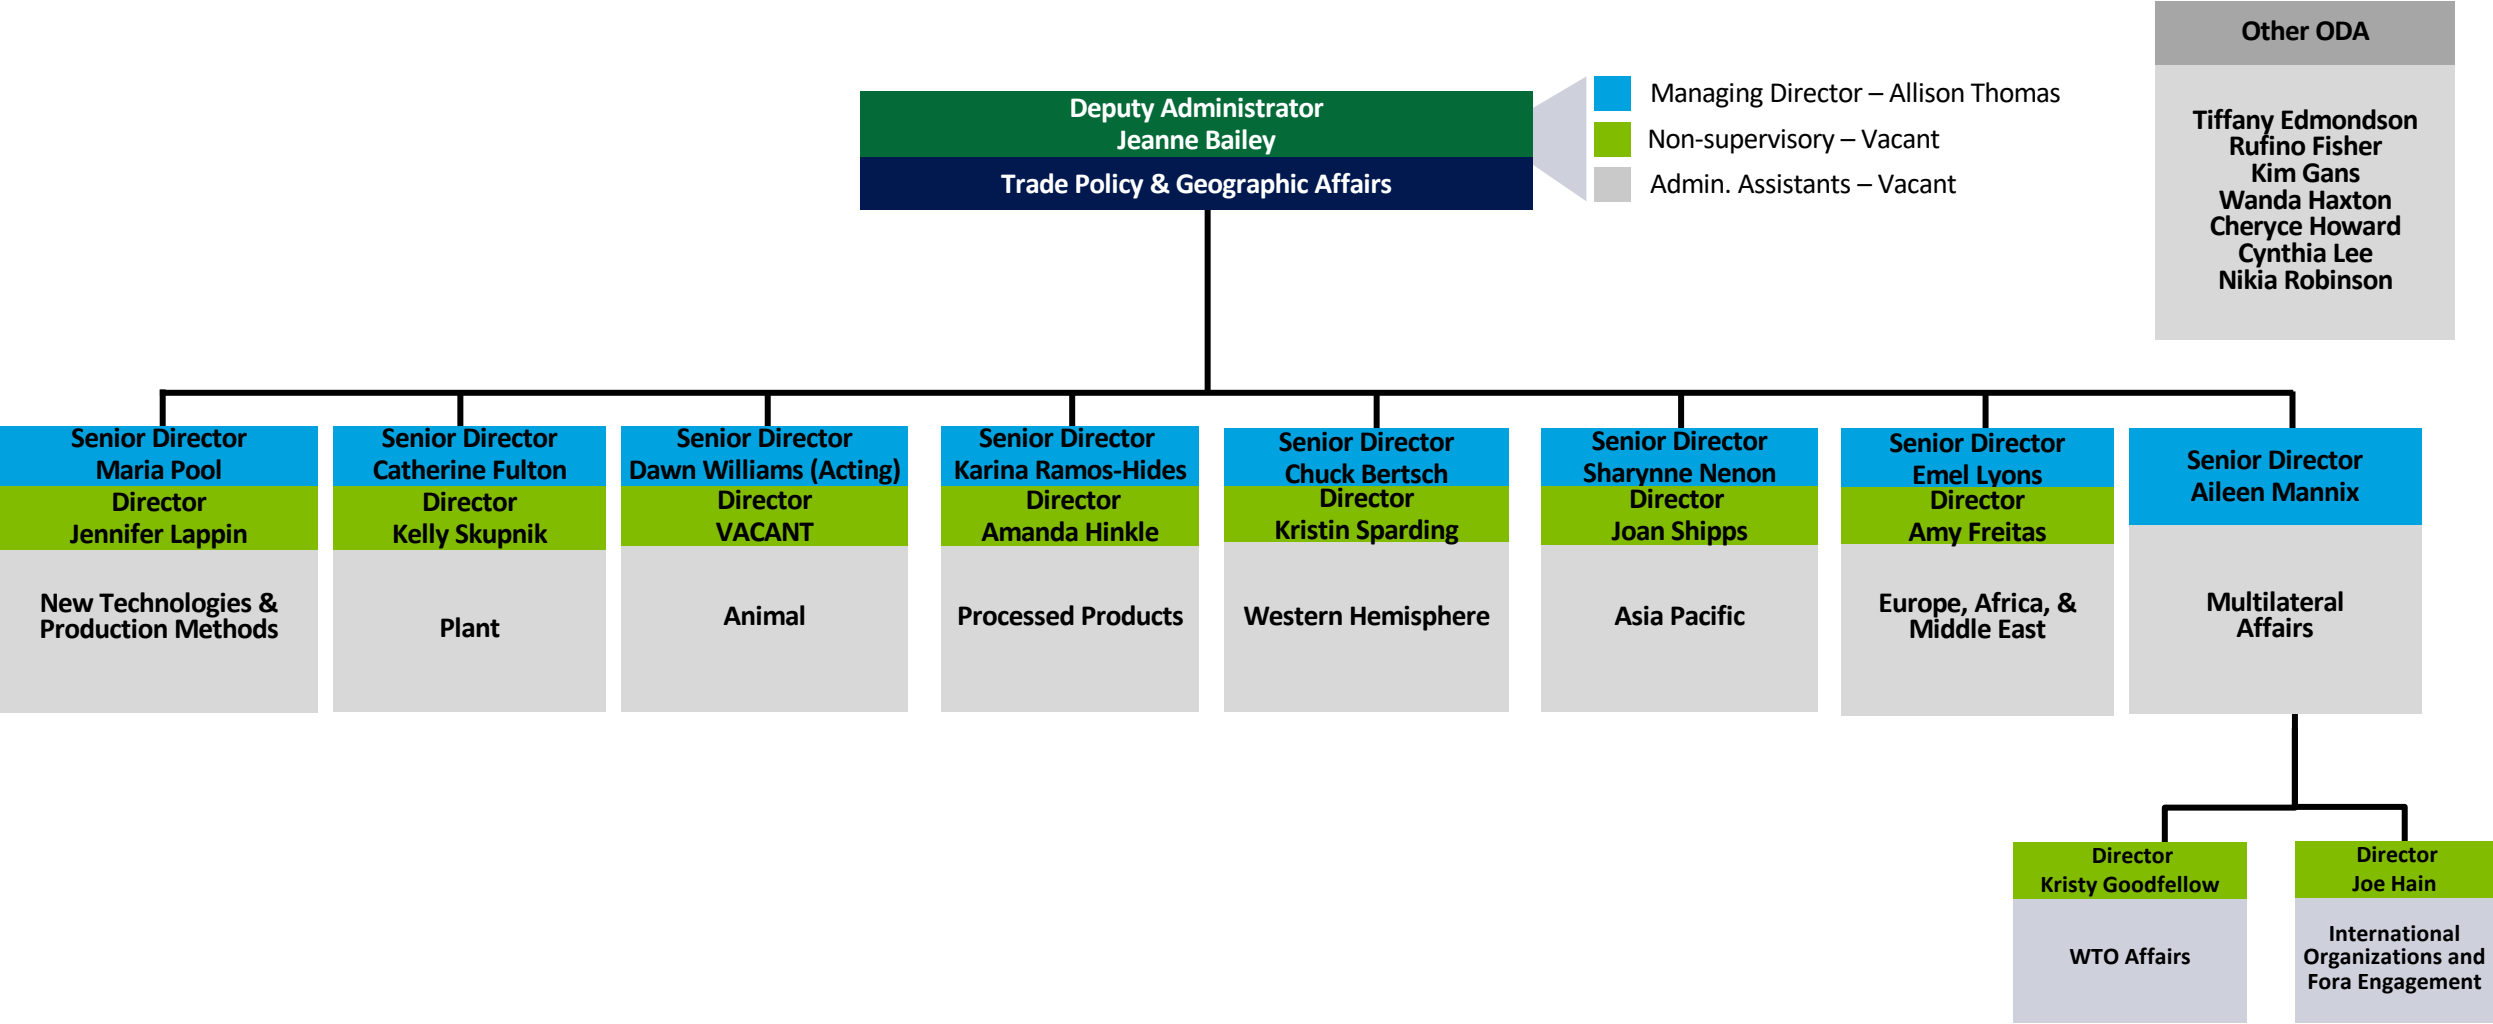 Other ODA
Tiffany Edmondson
Rufino Fisher
Kim Gans
Wanda Haxton
Cheryce Howard
Cynthia Lee
Nikia Robinson
Deputy Administrator
Jeanne Bailey
Trade Policy & Geographic Affairs
Managing Director – Allison Thomas
Non-supervisory – Vacant
Admin. Assistants – Vacant
Senior Director
Maria Pool
Director
Jennifer Lappin
New Technologies &
Production Methods
Senior Director
Catherine Fulton
Director
Kelly Skupnik
Plant
Senior Director
Dawn Williams (Acting)
Director
VACANT
Animal
Senior Director
Karina Ramos-Hides
Director
Amanda Hinkle
Processed Products
Senior Director
Chuck Bertsch
Director
Kristin Sparding
Western Hemisphere
Senior Director
Sharynne Nenon
Director
Joan Shipps
Asia Pacific
Senior Director
Emel Lyons
Director
Amy Freitas
Europe, Africa, &
Middle East
Senior Director
Aileen Mannix
Multilateral
Affairs
Director
Kristy Goodfellow
WTO Affairs
Director
Joe Hain
International
Organizations and
Fora Engagement